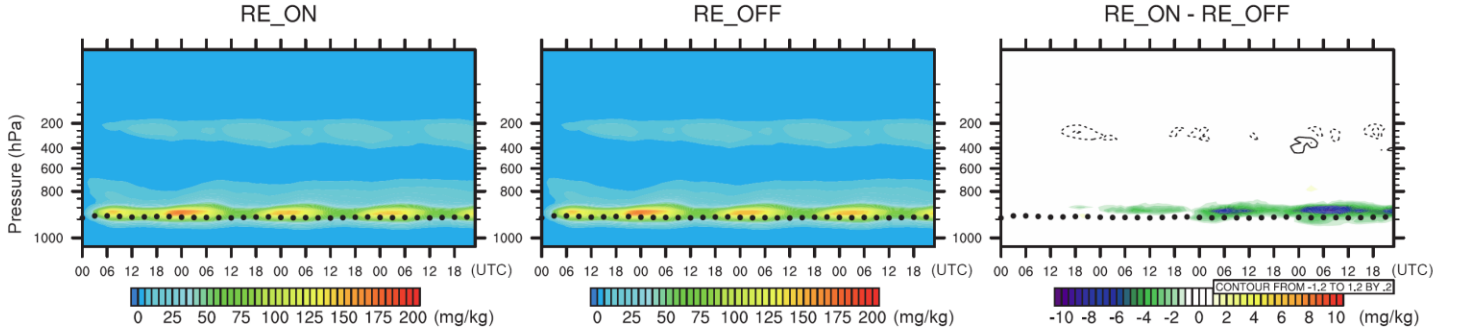 RE_ON
RE_OFF
RE_ON - RE_OFF
Pressure (hPa)
200
400
600
800
1000
200
400
600
800
1000
200
400
600
800
1000
00 06 12 18 00 06 12 18 00 06 12 18 00 06 12 18 (UTC)
00 06 12 18 00 06 12 18 00 06 12 18 00 06 12 18 (UTC)
00 06 12 18 00 06 12 18 00 06 12 18 00 06 12 18 (UTC)
CONTOUR FROM -1.2 TO 1.2 BY .2
0 25 50 75 100 125 150 175 200 (mg/kg)
0 25 50 75 100 125 150 175 200 (mg/kg)
-10 -8 -6 -4 -2 0 2 4 6 8 10 (mg/kg)